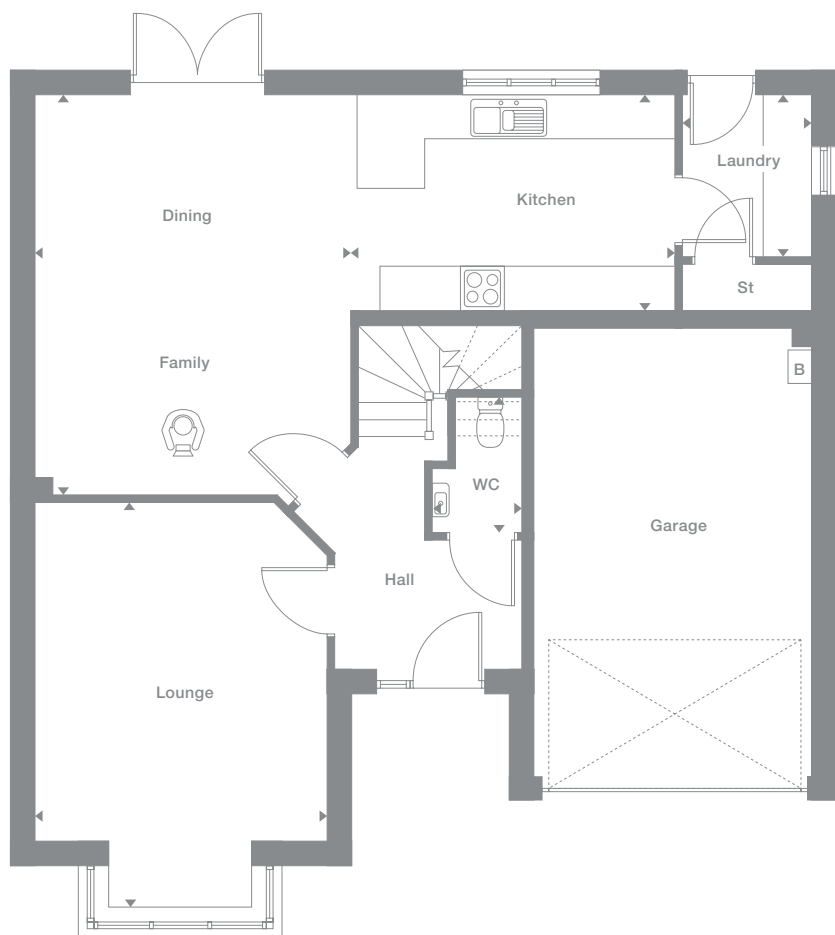 Laundry
Kitchen
Dining
St
Family
B
WC
Garage
Hall
Lounge